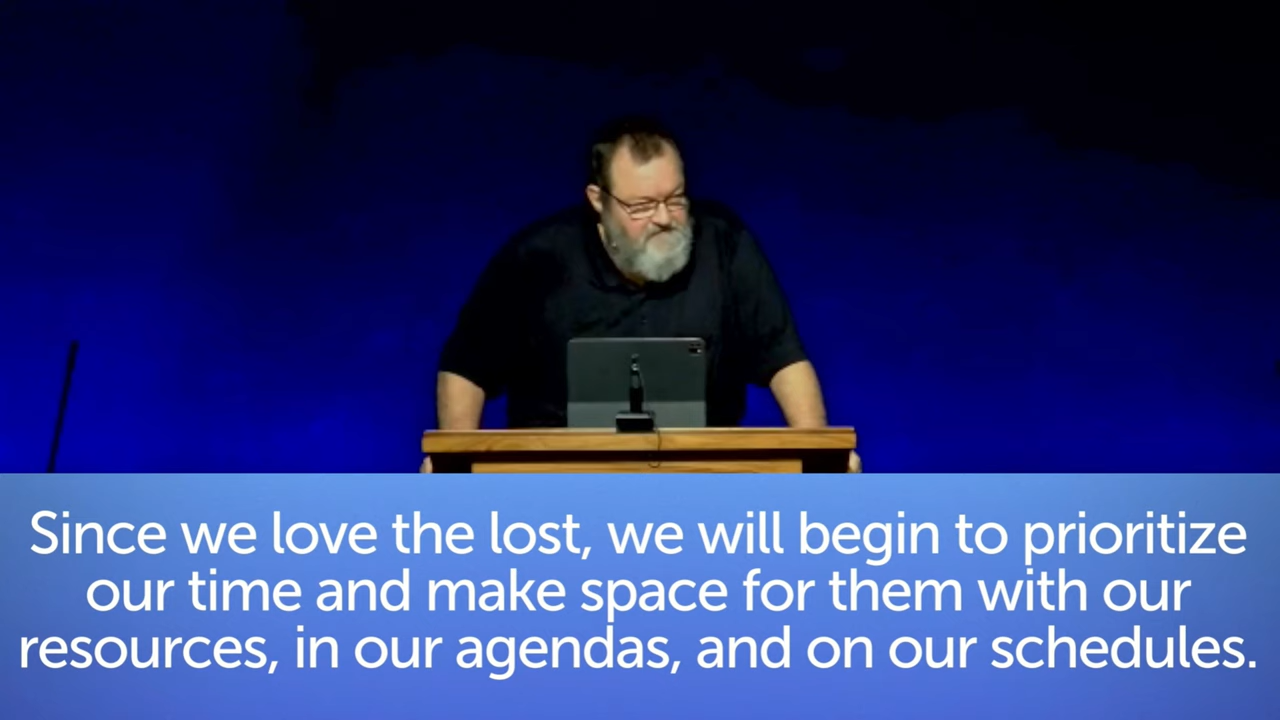 Since we love the lost, we will begin to prioritize
our time and make space for them with our
resources, in our agendas, and on our schedules.